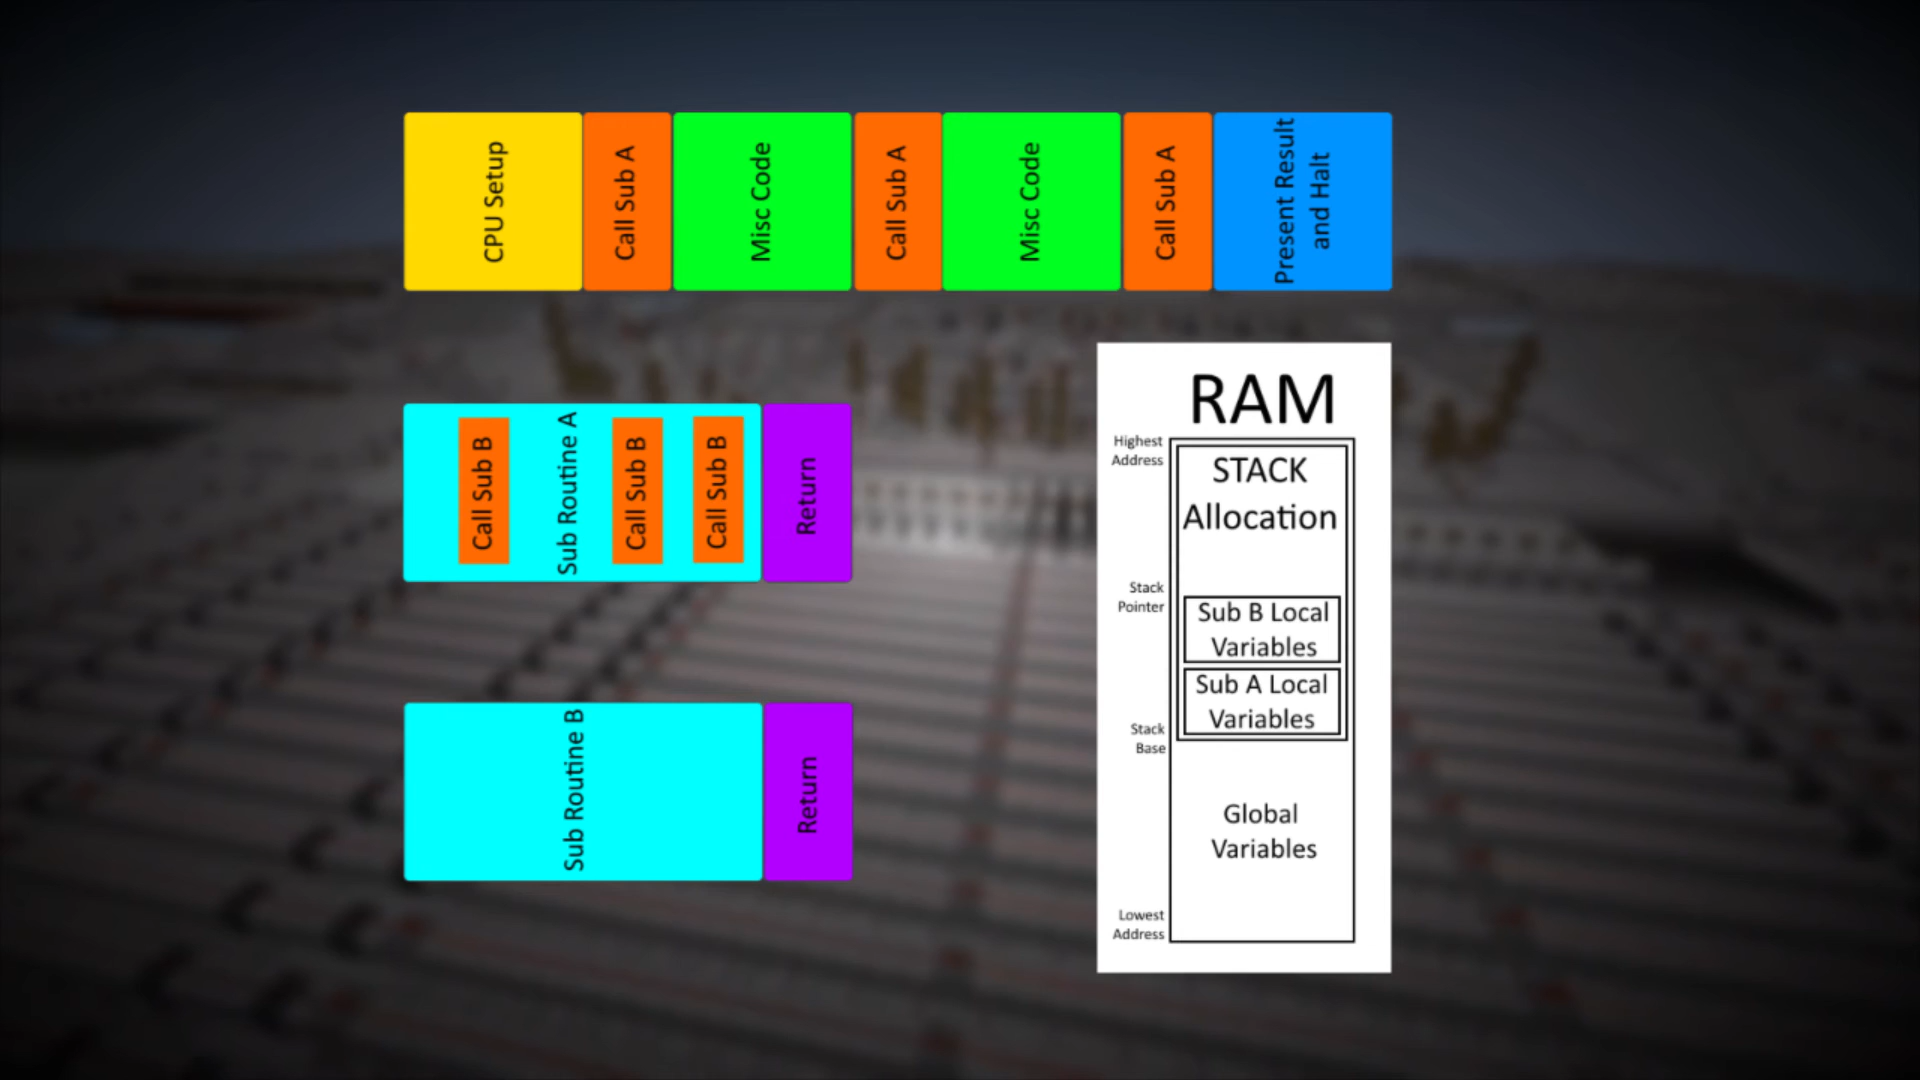 CPU Setup
Call Sub A
Misc Code
Call Sub A
Misc Code
Call Sub A
Present Result
and Halt
Call Sub B
Sub Routine A
Call Sub B
Call Sub B
Return
Sub Routine B
Return
RAM
Highest
Address
STACK
Allocation
Stack
Pointer
Sub B Local
Variables
Sub A Local
Variables
Stack
Base
Global
Variables
Lowest
Address